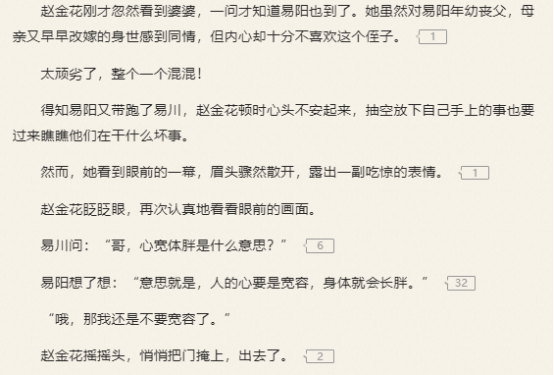 赵金花刚才忽然看到婆婆，一问才知道易阳也到了。她虽然对易阳年幼丧父，母
亲又早早改嫁的身世感到同情，但内心却十分不喜欢这个侄子。 1
太顽劣了，整个一个混混！
得知易阳又带跑了易川，赵金花顿时心头不安起来，抽空放下自己手上的事也要
过来瞧瞧他们在干什么坏事。
然而，她看到眼前的一幕，眉头骤然散开，露出一副吃惊的表情。 1
赵金花眨眨眼，再次认真地看看眼前的画面。
易川问：“哥，心宽体胖是什么意思？” 6
易阳想了想：“意思就是，人的心要是宽容，身体就会长胖。” 32
“哦，那我还是不要宽容了。”
赵金花摇摇头，悄悄把门掩上，出去了。 2